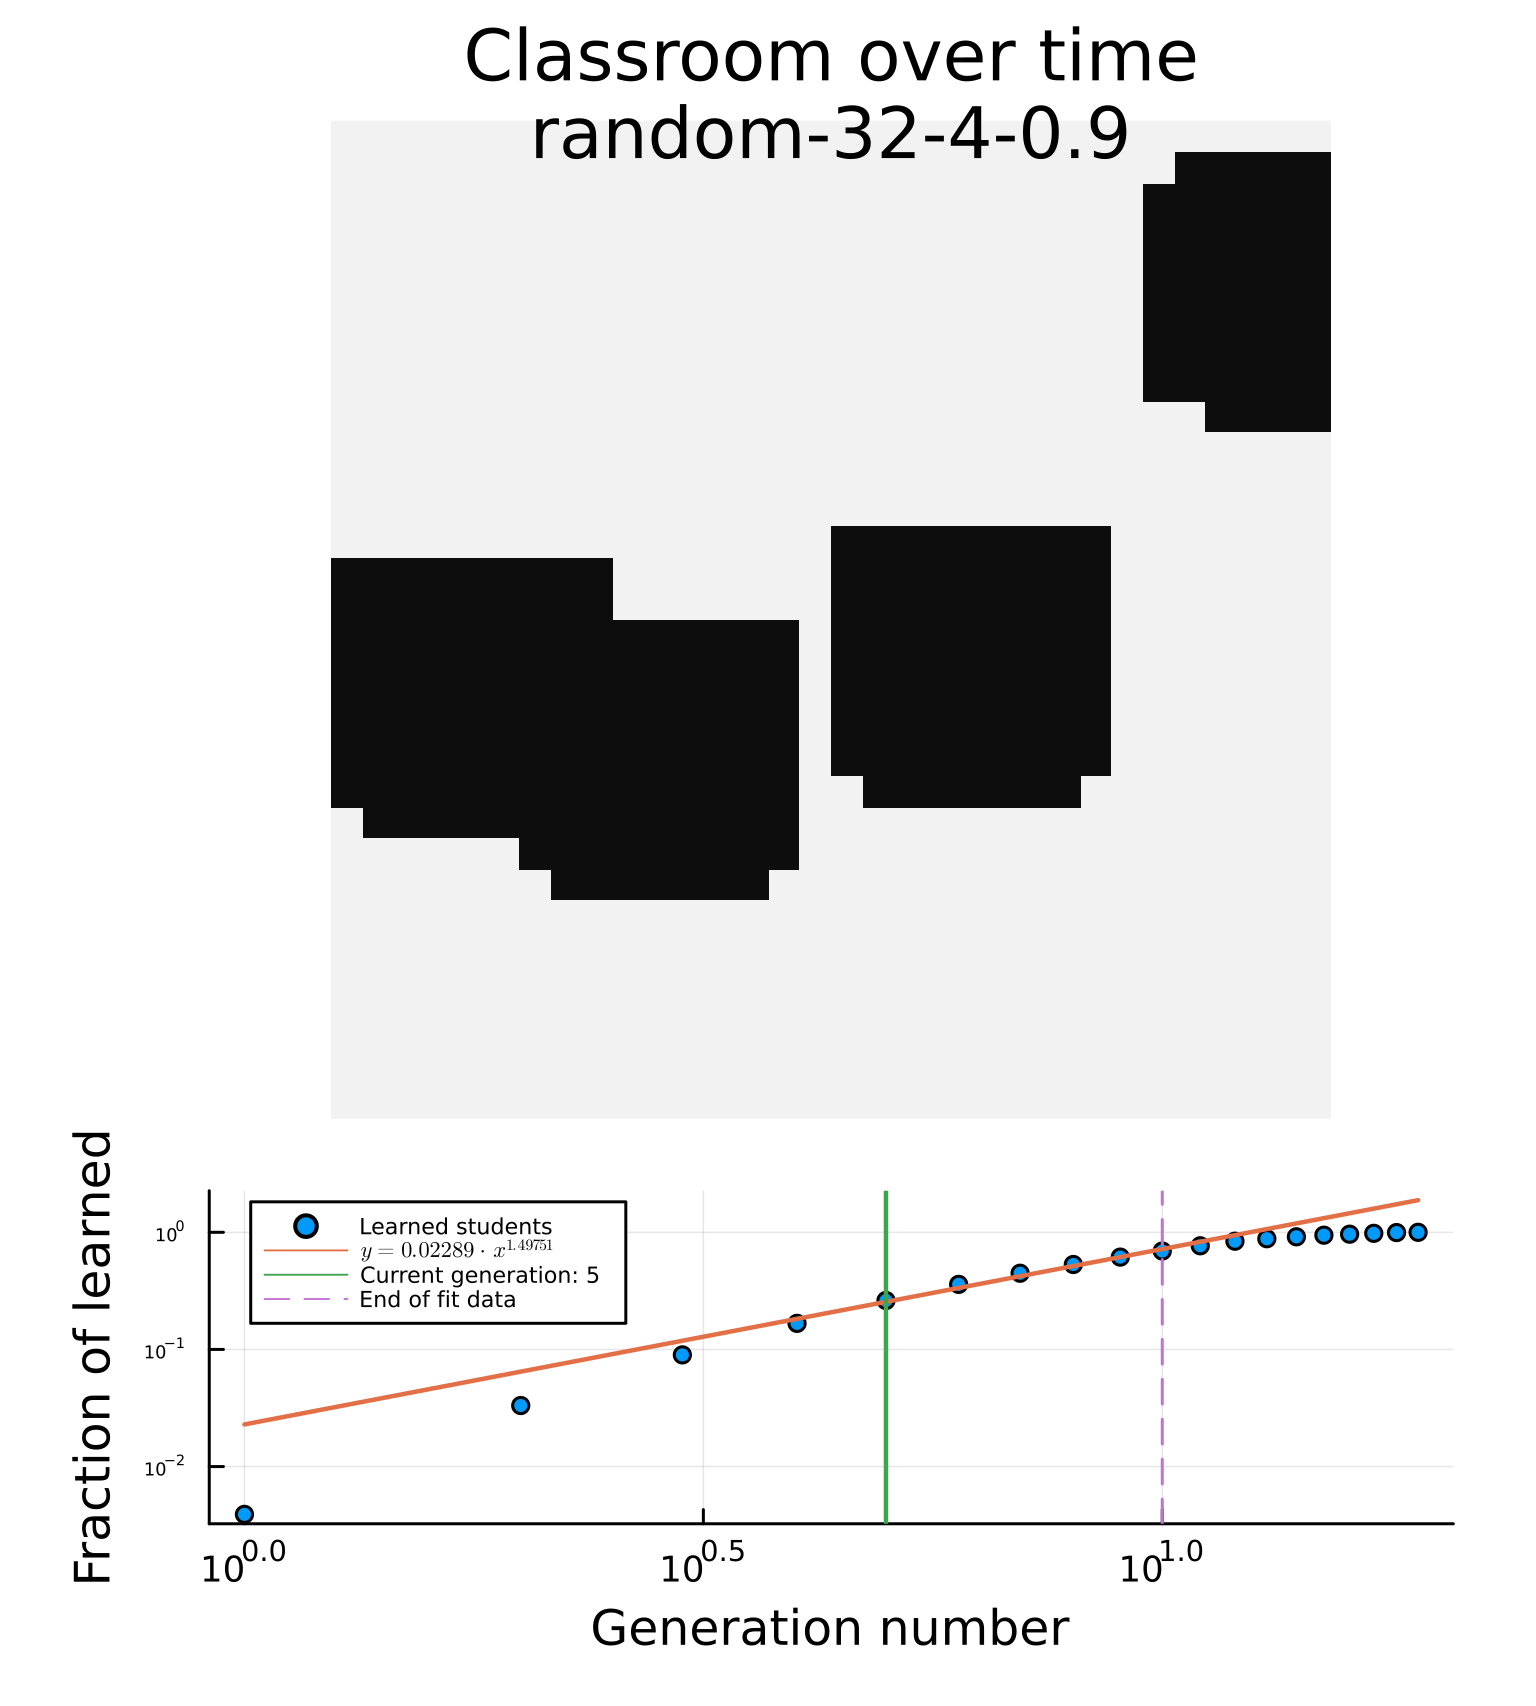 Classroom over time
random-32-4-0.9
Fraction of learned
10⁰
10⁻¹
10⁻²
Learned students
y = 0.02289 · x^1.49751
Current generation: 5
End of fit data
10^0.0
10^0.5
10^1.0
Generation number